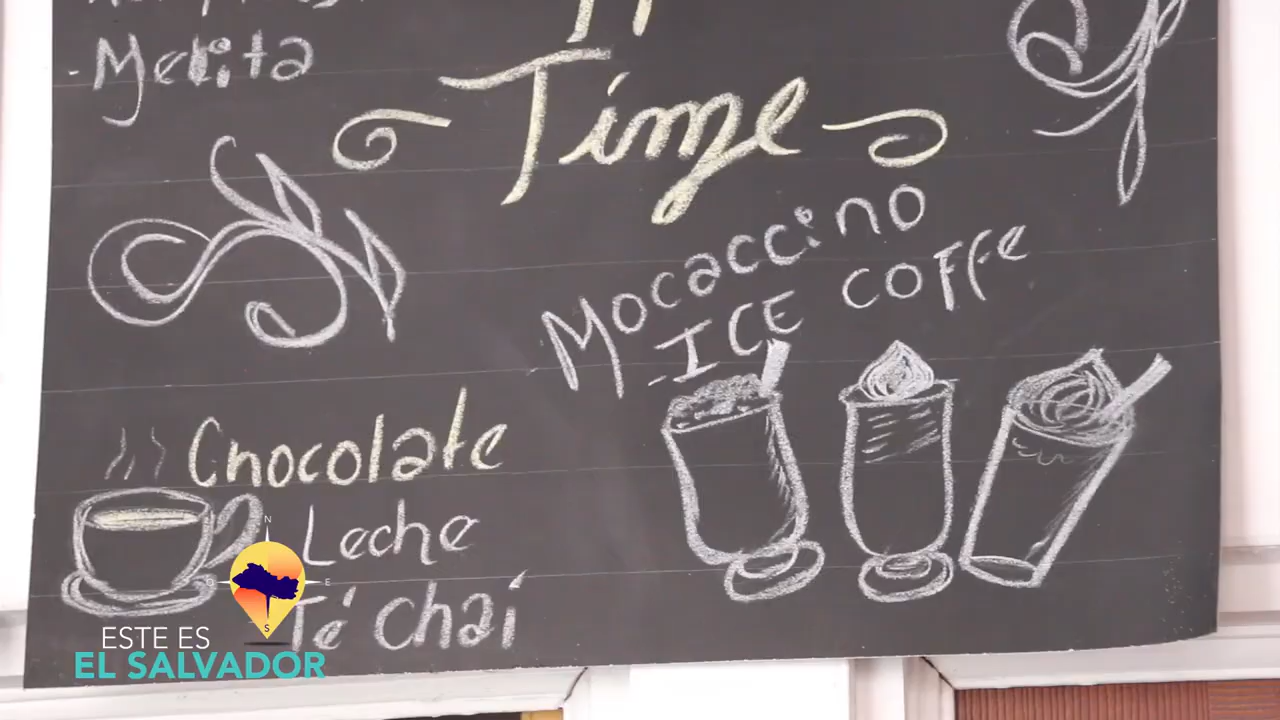 -Melita
Time
Mocaccino
-ICE COFFE
Chocolate
Leche
Té chai
N
E
S
ESTE ES
EL SALVADOR